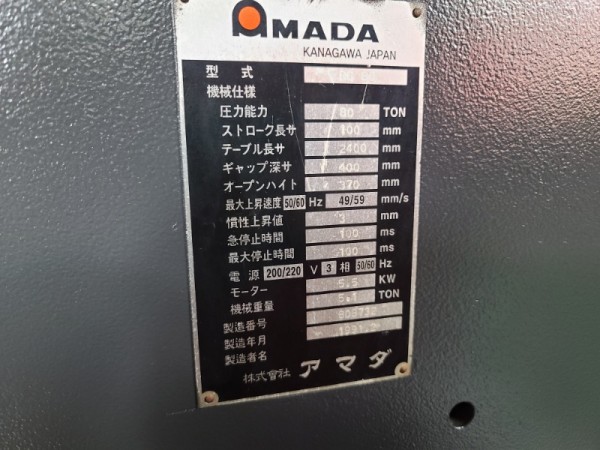 AMADA
KANAGAWA JAPAN
型式
機械仕様
圧力能力 80 TON
ストローク長サ 100 mm
テーブル長サ 2400 mm
ギャップ深サ 400 mm
オープンハイト 370 mm
最大上昇速度 50/60 Hz 49/59 mm/s
慣性上昇値 3 mm
急停止時間 100 ms
最大停止時間 ms
電源 200/220 V 3 相 50/60 Hz
モーター 5.5 KW
機械重量 5.1 TON
製造番号
製造年月
製造者名
株式會社 アマダ